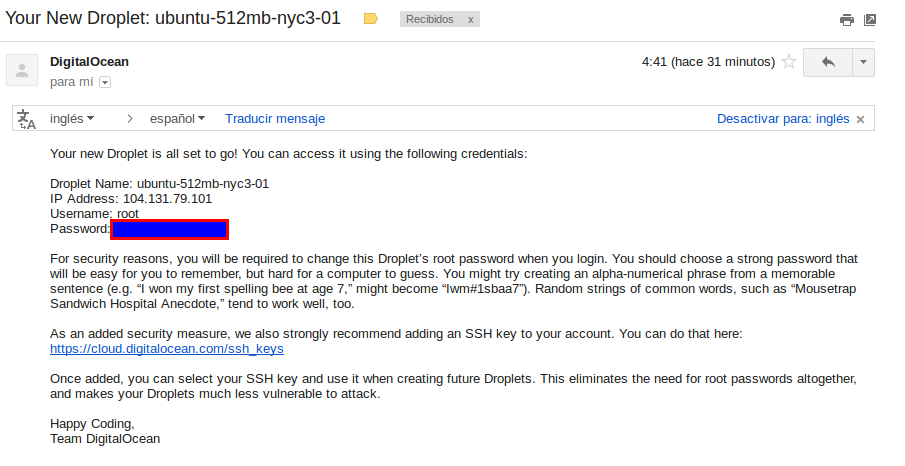 Your New Droplet: ubuntu-512mb-nyc3-01
Recibidos x
DigitalOcean
4:41 (hace 31 minutos)
para mí
inglés
español
Traducir mensaje
Desactivar para: inglés
Your new Droplet is all set to go! You can access it using the following credentials:
Droplet Name: ubuntu-512mb-nyc3-01
IP Address: 104.131.79.101
Username: root
Password:
For security reasons, you will be required to change this Droplet’s root password when you login. You should choose a strong password that
will be easy for you to remember, but hard for a computer to guess. You might try creating an alpha-numerical phrase from a memorable
sentence (e.g. “I won my first spelling bee at age 7,” might become “Iwm#1sbaa7”). Random strings of common words, such as “Mousetrap
Sandwich Hospital Anecdote,” tend to work well, too.
As an added security measure, we also strongly recommend adding an SSH key to your account. You can do that here:
https://cloud.digitalocean.com/ssh_keys
Once added, you can select your SSH key and use it when creating future Droplets. This eliminates the need for root passwords altogether,
and makes your Droplets much less vulnerable to attack.
Happy Coding,
Team DigitalOcean